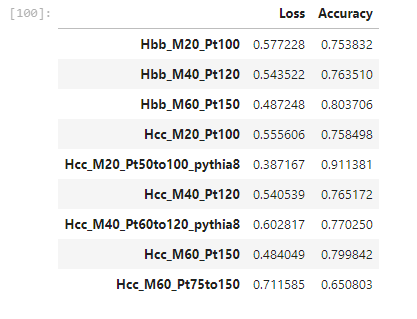 [100]:
Loss Accuracy
Hbb_M20_Pt100 0.577228 0.753832
Hbb_M40_Pt120 0.543522 0.763510
Hbb_M60_Pt150 0.487248 0.803706
Hcc_M20_Pt100 0.555606 0.758498
Hcc_M20_Pt50to100_pythia8 0.387167 0.911381
Hcc_M40_Pt120 0.540539 0.765172
Hcc_M40_Pt60to120_pythia8 0.602817 0.770250
Hcc_M60_Pt150 0.484049 0.799842
Hcc_M60_Pt75to150 0.711585 0.650803